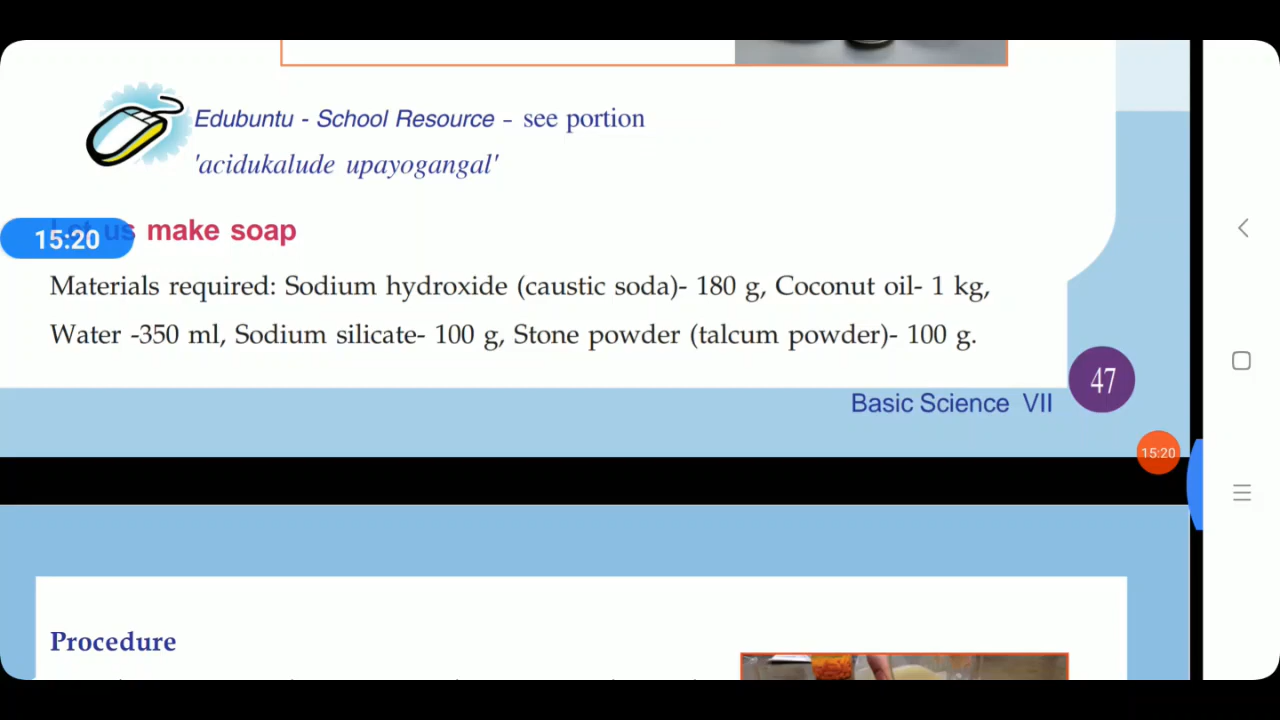 Edubuntu - School Resource - see portion
'acidukalude upayogangal'
Let us make soap
15:20
Materials required: Sodium hydroxide (caustic soda)- 180 g, Coconut oil- 1 kg,
Water -350 ml, Sodium silicate- 100 g, Stone powder (talcum powder)- 100 g.
47
Basic Science VII
15:20
Procedure